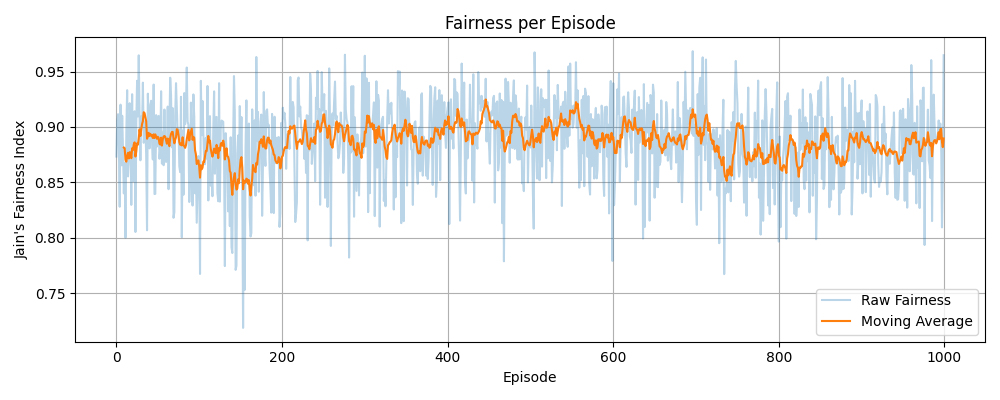 Fairness per Episode
Jain's Fairness Index
0.95
0.90
0.85
0.80
0.75
0
200
400
600
800
1000
Episode
Raw Fairness
Moving Average